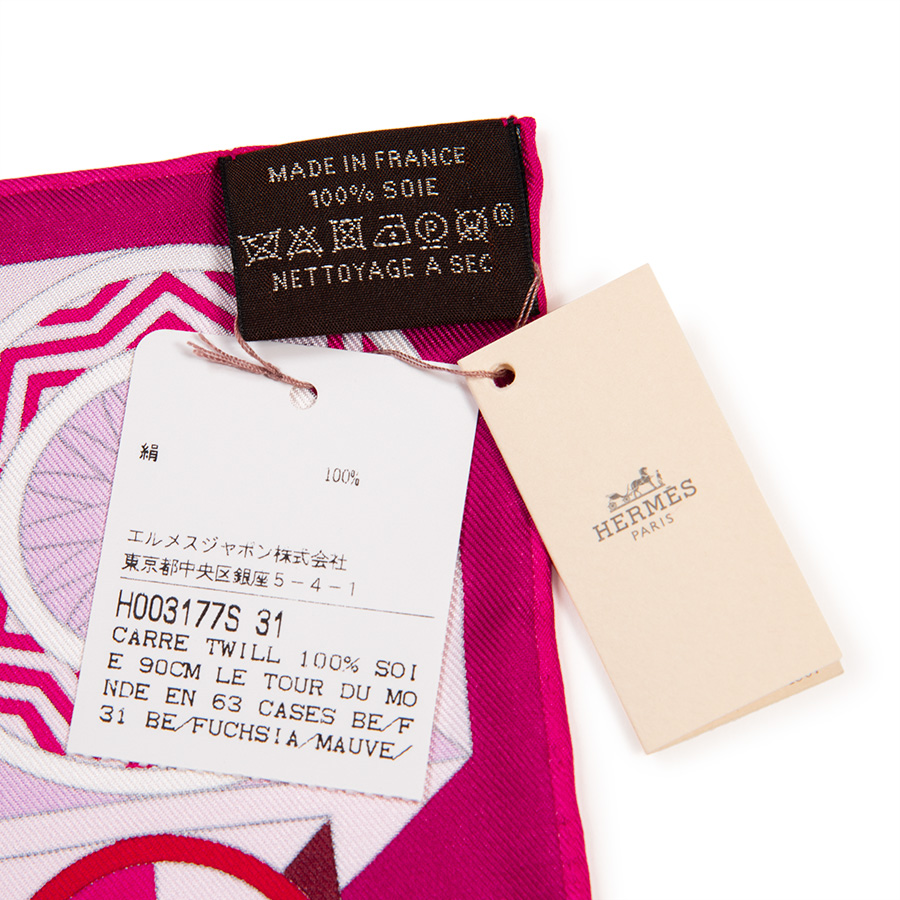 MADE IN FRANCE
100% SOIE
®
NETTOYAGE A SEC
絹
100%
エルメスジャポン株式会社
東京都中央区銀座5-4-1
H003177S 31
CARRE TWILL 100% SOI
E 90CM LE TOUR DU MO
NDE EN 63 CASES BE/F
31 BE/FUCHSIA/MAUVE/
HERMÈS
PARIS